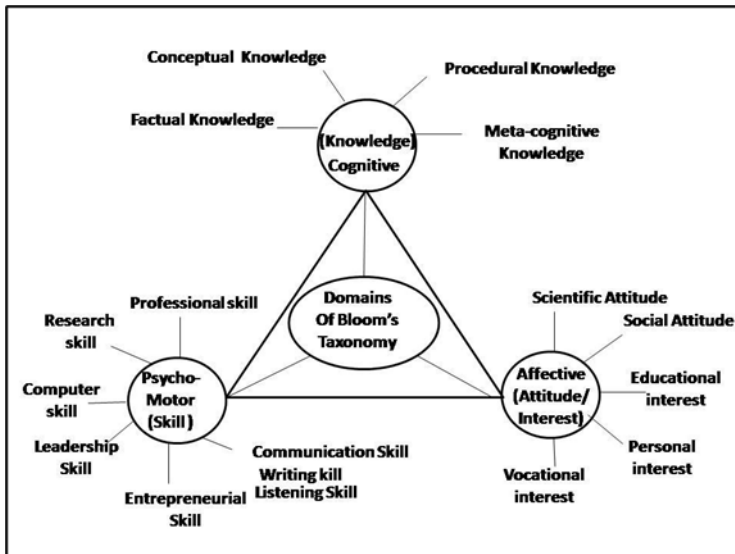 Conceptual Knowledge
Procedural Knowledge
Factual Knowledge
Meta-cognitive
Knowledge
(Knowledge)
Cognitive
Domains
Of Bloom's
Taxonomy
Professional skill
Research
skill
Computer
skill
Leadership
Skill
Psycho-
Motor
(Skill )
Entrepreneurial
Skill
Communication Skill
Writing kill
Listening Skill
Scientific Attitude
Social Attitude
Affective
(Attitude/
Interest)
Educational
interest
Personal
interest
Vocational
interest